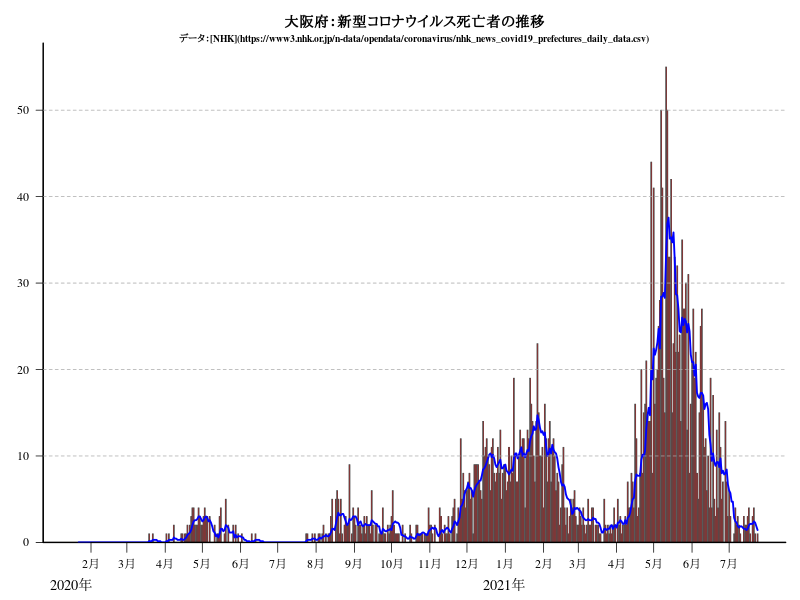 大阪府：新型コロナウイルス死亡者の推移
データ：[NHK](https://www3.nhk.or.jp/n-data/opendata/coronavirus/nhk_news_covid19_prefectures_daily_data.csv)
50
40
30
20
10
0
2月 3月 4月 5月 6月 7月 8月 9月 10月 11月 12月 1月 2月 3月 4月 5月 6月 7月
2020年 2021年